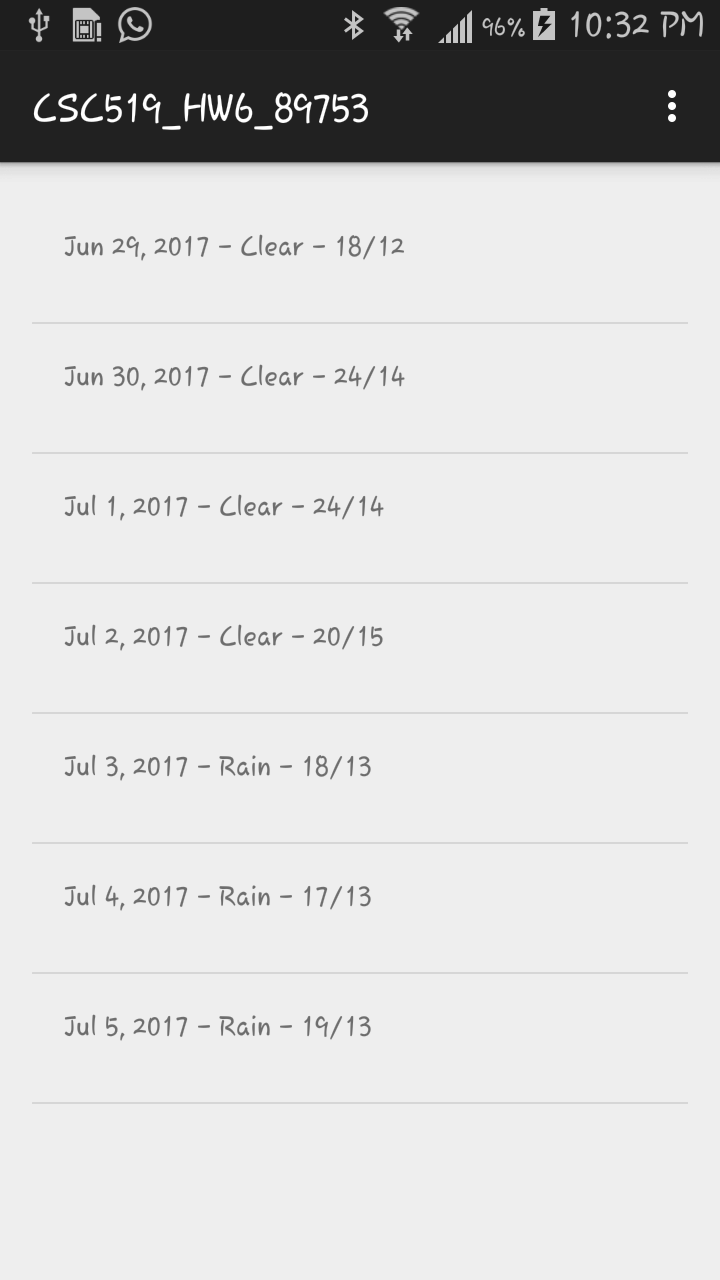 96% 10:32 PM
CSC519_HW6_89753
Jun 29, 2017 - Clear - 18/12
Jun 30, 2017 - Clear - 24/14
Jul 1, 2017 - Clear - 24/14
Jul 2, 2017 - Clear - 20/15
Jul 3, 2017 - Rain - 18/13
Jul 4, 2017 - Rain - 17/13
Jul 5, 2017 - Rain - 19/13